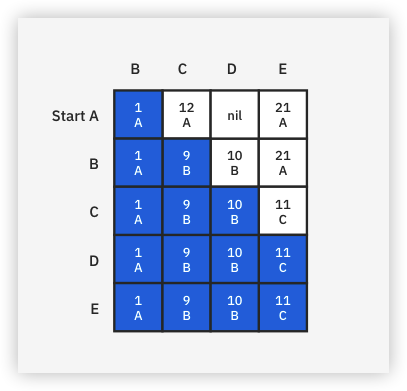 B C D E
Start A 1 A 12 A nil 21 A
B 1 A 9 B 10 B 21 A
C 1 A 9 B 10 B 11 C
D 1 A 9 B 10 B 11 C
E 1 A 9 B 10 B 11 C